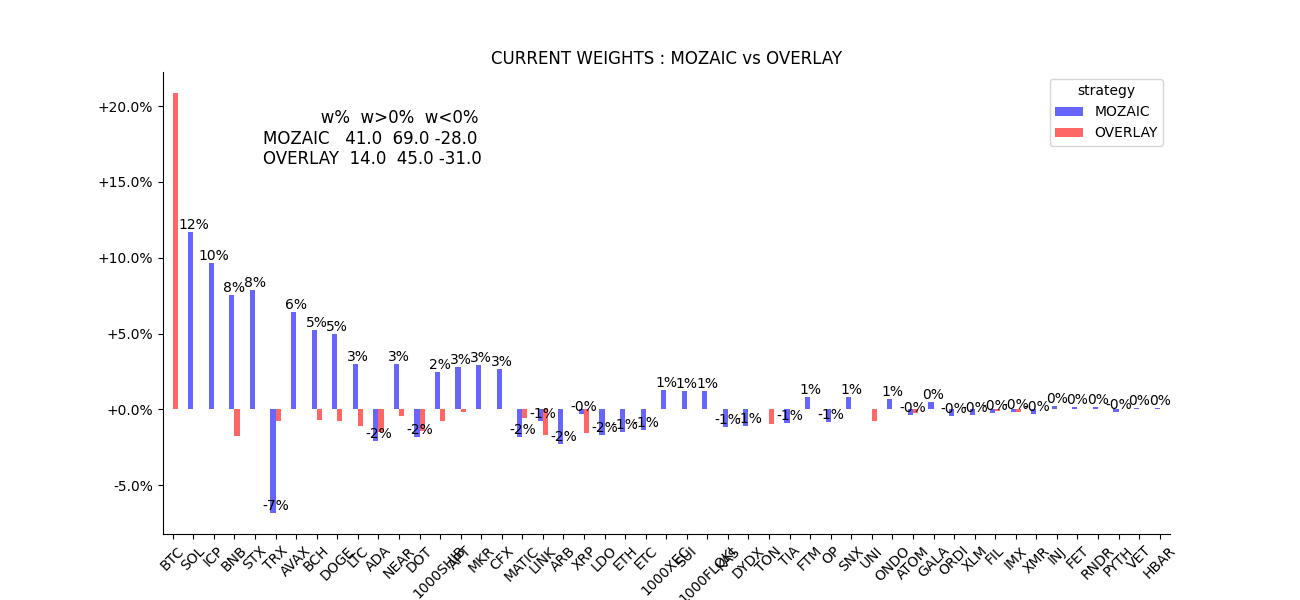 CURRENT WEIGHTS : MOZAIC vs OVERLAY
strategy
MOZAIC
OVERLAY
w% w>0% w<0%
MOZAIC 41.0 69.0 -28.0
OVERLAY 14.0 45.0 -31.0
+20.0%
+15.0%
+10.0%
+5.0%
+0.0%
-5.0%
12% 10% 8% 8% -7% 6% 5% 5% 3% -2% 3% -2% 2% 3% 3% 3% -2% -1% -2% -0% -2% -1% -1% 1% 1% 1% -1% -1% -1% 1% -1% 1% 1% -0% 0% -0% -0% -0% -0% -0% 0% 0% 0% -0% 0% 0%
BTC SOL ICP BNB STX TRX AVAX BCH DOGE LTC ADA NEAR DOT 1000SHIB APT MKR CFX MATIC LINK ARB XRP LDO ETH ETC 1000XEC SUI 1000FLOKI KAS DYDX TON TIA FTM OP SNX UNI ONDO ATOM GALA ORDI XLM FIL IMX XMR INJ FET RNDR PYTH VET HBAR